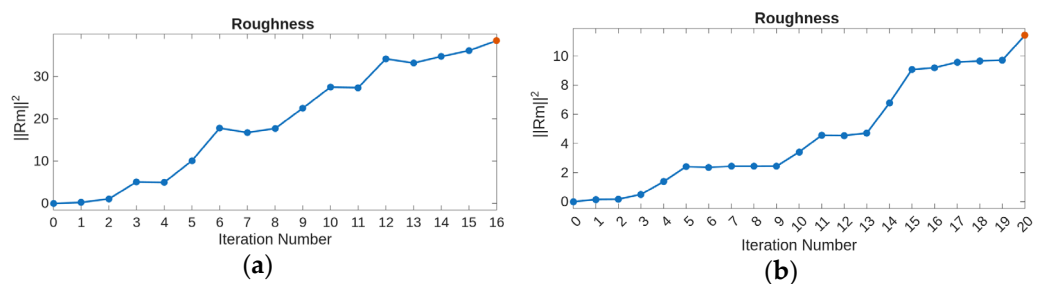 Roughness
||Rm||²
30
20
10
0
0 1 2 3 4 5 6 7 8 9 10 11 12 13 14 15 16
Iteration Number
(a)
Roughness
||Rm||²
10
8
6
4
2
0
0 1 2 3 4 5 6 7 8 9 10 11 12 13 14 15 16 17 18 19 20
Iteration Number
(b)